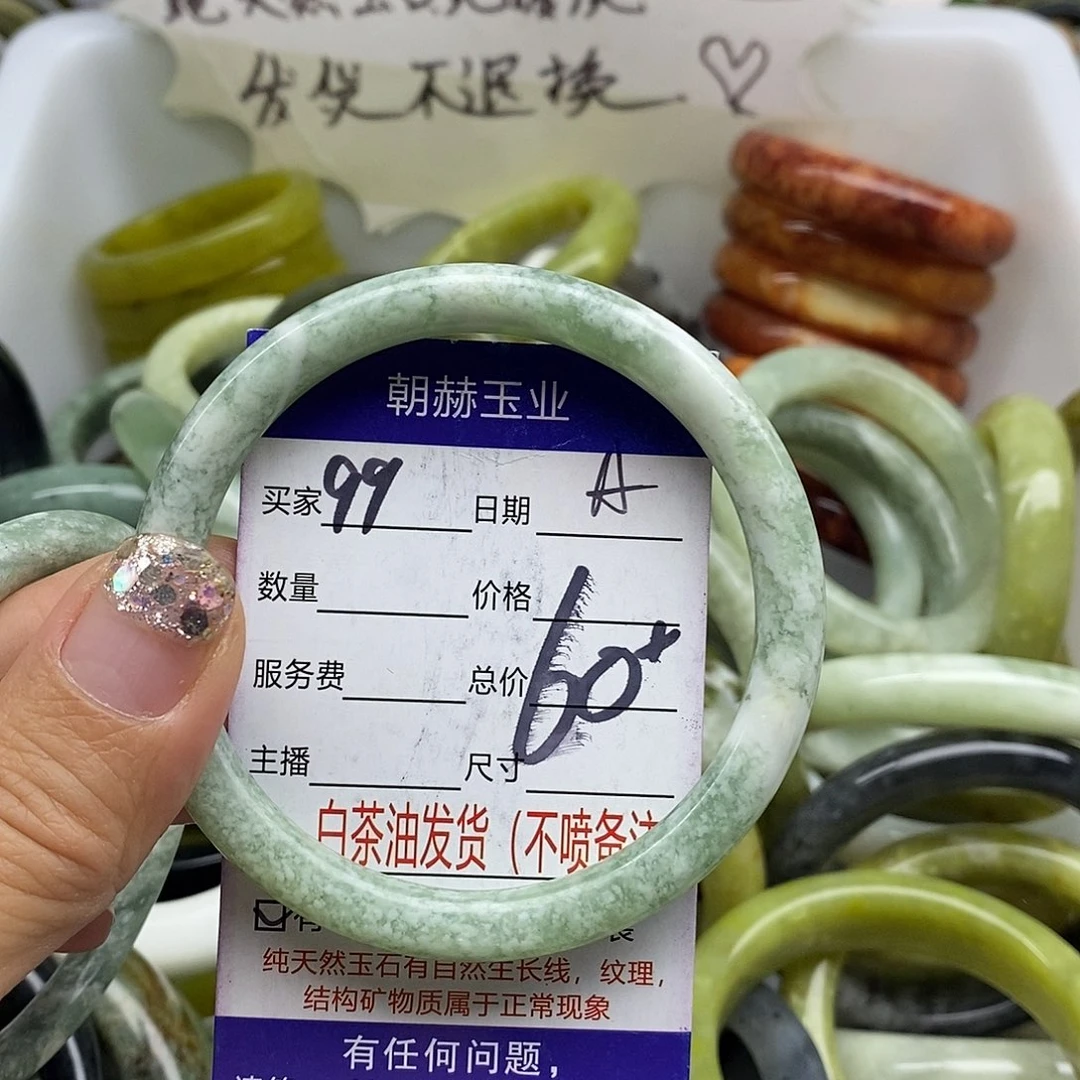 发货不退换
朝赫玉业
买家 99 日期 A
数量 价格
服务费 总价 60+
主播 尺寸
白茶油发货（不喷备注
纯天然玉石有自然生长线，纹理，
结构矿物质属于正常现象
有任何问题，